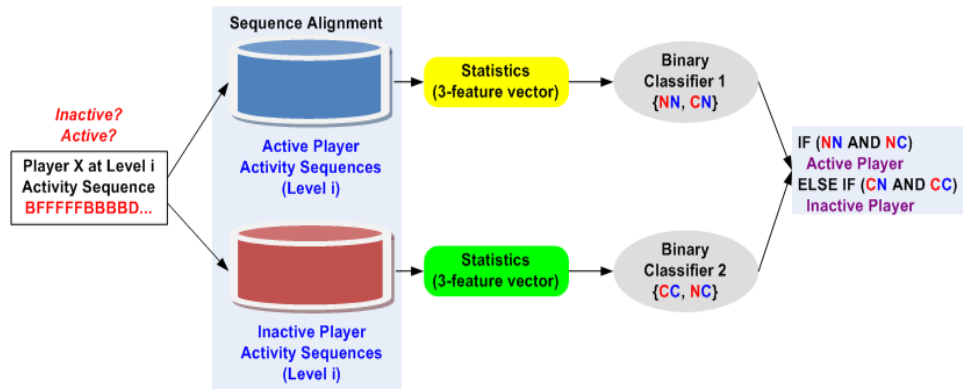 Sequence Alignment
Inactive?
Active?
Player X at Level i
Activity Sequence
BFFFFFBBBBD...
Active Player
Activity Sequences
(Level i)
Inactive Player
Activity Sequences
(Level i)
Statistics
(3-feature vector)
Statistics
(3-feature vector)
Binary
Classifier 1
{NN, CN}
Binary
Classifier 2
{CC, NC}
IF (NN AND NC)
Active Player
ELSE IF (CN AND CC)
Inactive Player